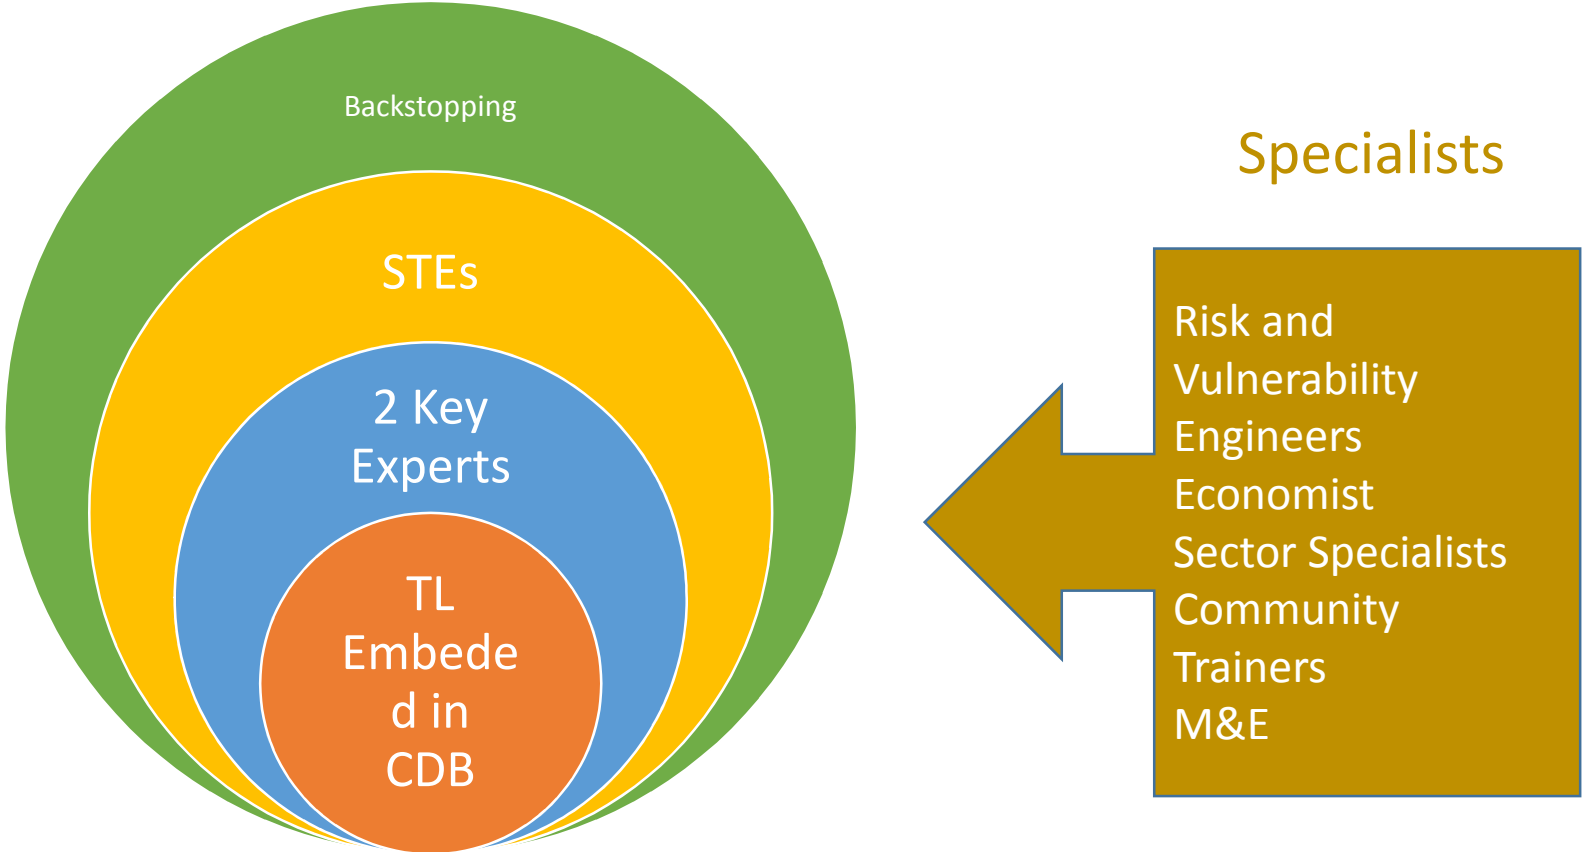 Backstopping
STEs
2 Key
Experts
TL
Embede
d in
CDB
Specialists
Risk and
Vulnerability
Engineers
Economist
Sector Specialists
Community
Trainers
M&E